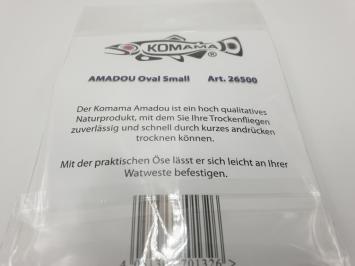 KOMAMA
®
AMADOU Oval Small Art. 26500
Der Komama Amadou ist ein hoch qualitatives
Naturprodukt, mit dem Sie Ihre Trockenfliegen
zuverlässig und schnell durch kurzes andrücken
trocknen können.
Mit der praktischen Öse lässt er sich leicht an Ihrer
Watweste befestigen.
701326 >